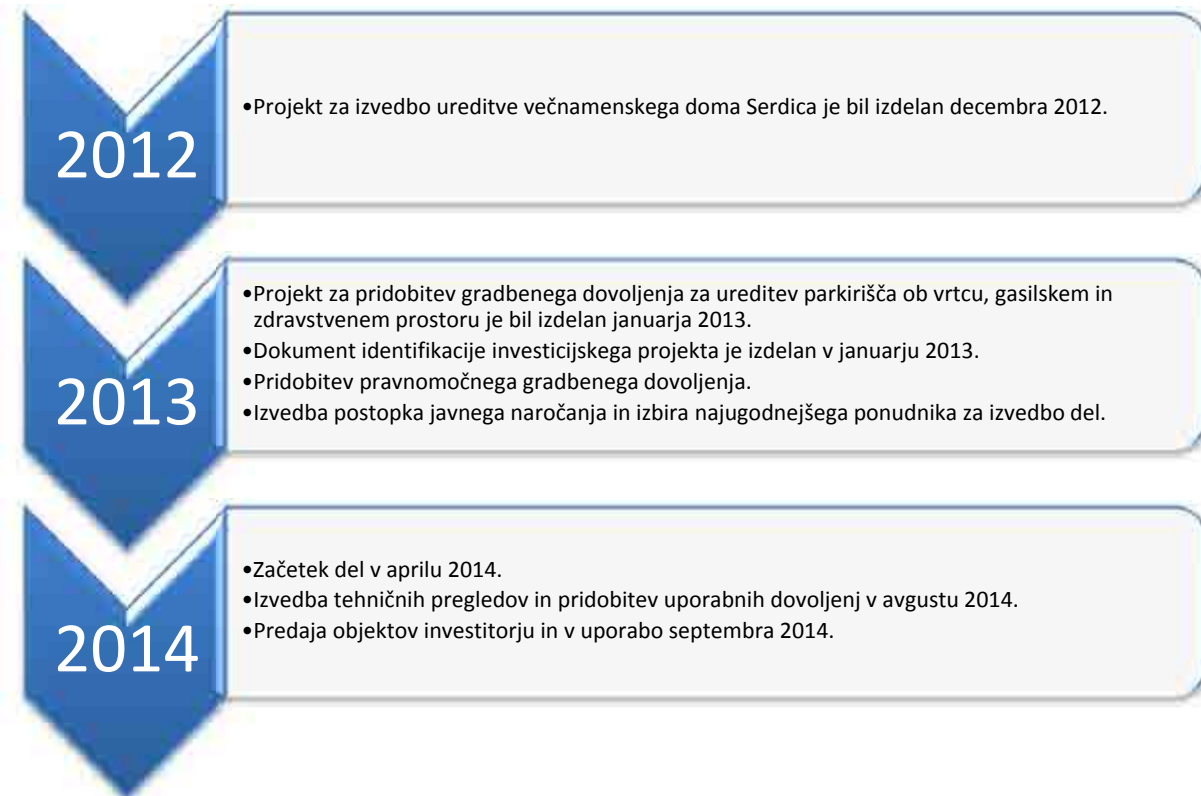 2012
•Projekt za izvedbo ureditve večnamenskega doma Serdica je bil izdelan decembra 2012.
2013
•Projekt za pridobitev gradbenega dovoljenja za ureditev parkirišča ob vrtcu, gasilskem in
zdravstvenem prostoru je bil izdelan januarja 2013.
•Dokument identifikacije investicijskega projekta je izdelan v januarju 2013.
•Pridobitev pravnomočnega gradbenega dovoljenja.
•Izvedba postopka javnega naročanja in izbira najugodnejšega ponudnika za izvedbo del.
2014
•Začetek del v aprilu 2014.
•Izvedba tehničnih pregledov in pridobitev uporabnih dovoljenj v avgustu 2014.
•Predaja objektov investitorju in v uporabo septembra 2014.